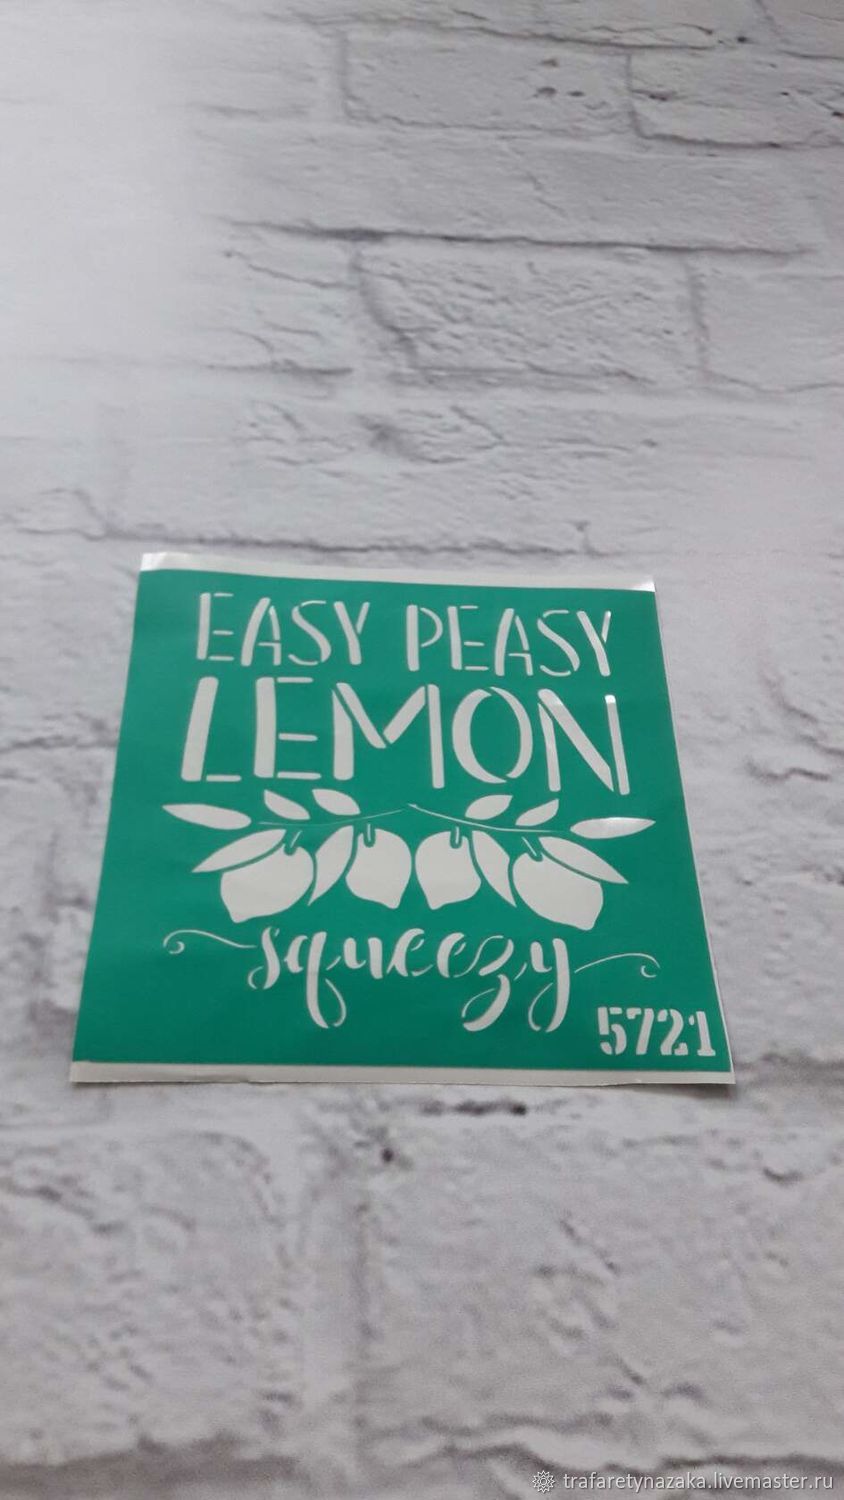 EASY PEASY
LEMON
squeezy
5721
trafaretynazaka.livemaster.ru